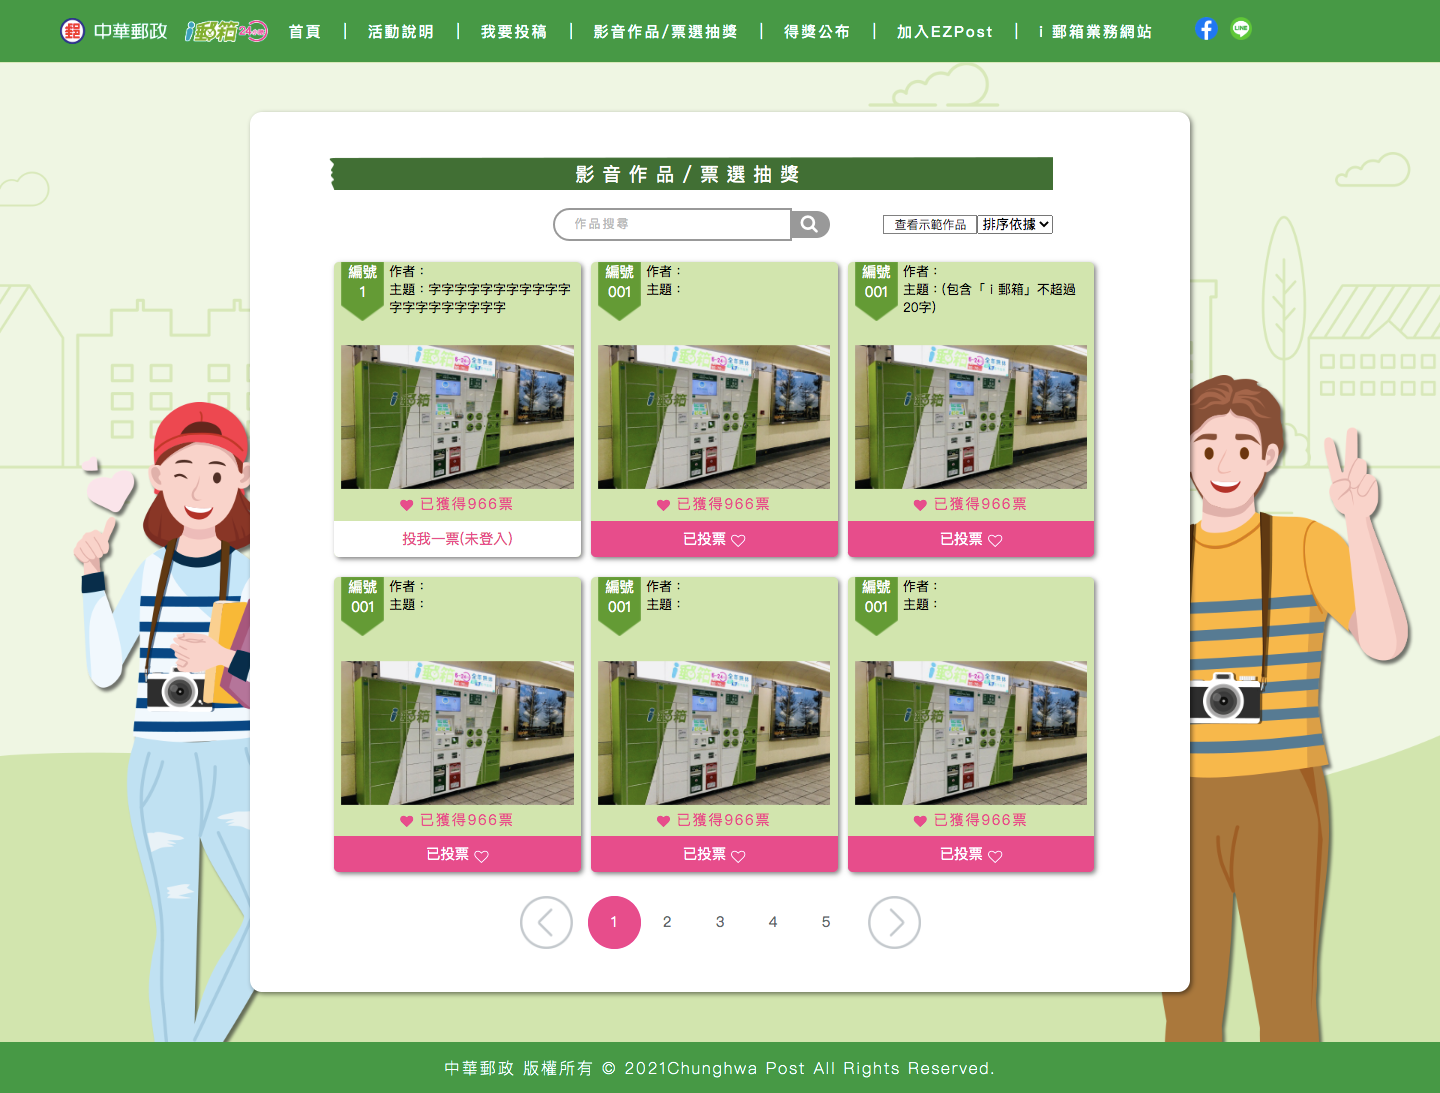 中華郵政 i郵箱 24小時 首頁 | 活動說明 | 我要投稿 | 影音作品/票選抽獎 | 得獎公布 | 加入EZPost | i 郵箱業務網站 LINE
影音作品/票選抽獎
作品搜尋 查看示範作品 排序依據
編號 作者： 編號 作者： 編號 作者：
1 主題：字字字字字字字字字字字 001 主題： 001 主題：(包含「ｉ郵箱」不超過
字字字字字字字字字 20字)
i郵箱 i郵箱 i郵箱
已獲得966票 已獲得966票 已獲得966票
投我一票(未登入) 已投票 已投票
編號 作者： 編號 作者： 編號 作者：
001 主題： 001 主題： 001 主題：
i郵箱 i郵箱 i郵箱
已獲得966票 已獲得966票 已獲得966票
已投票 已投票 已投票
1 2 3 4 5
中華郵政 版權所有 © 2021Chunghwa Post All Rights Reserved.